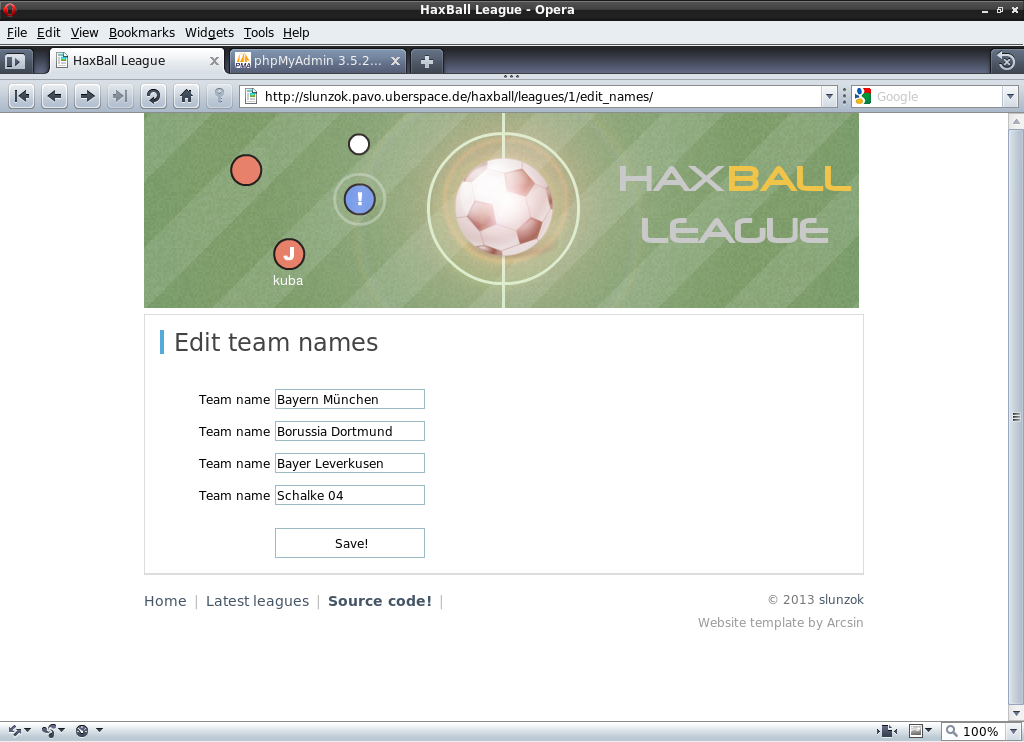 HaxBall League - Opera
File Edit View Bookmarks Widgets Tools Help
HaxBall League phpMyAdmin 3.5.2...
http://slunzok.pavo.uberspace.de/haxball/leagues/1/edit_names/ Google
!
J
kuba
HAXBALL
LEAGUE
Edit team names
Team name Bayern München
Team name Borussia Dortmund
Team name Bayer Leverkusen
Team name Schalke 04
Save!
Home | Latest leagues | Source code! |
© 2013 slunzok
Website template by Arcsin
100%